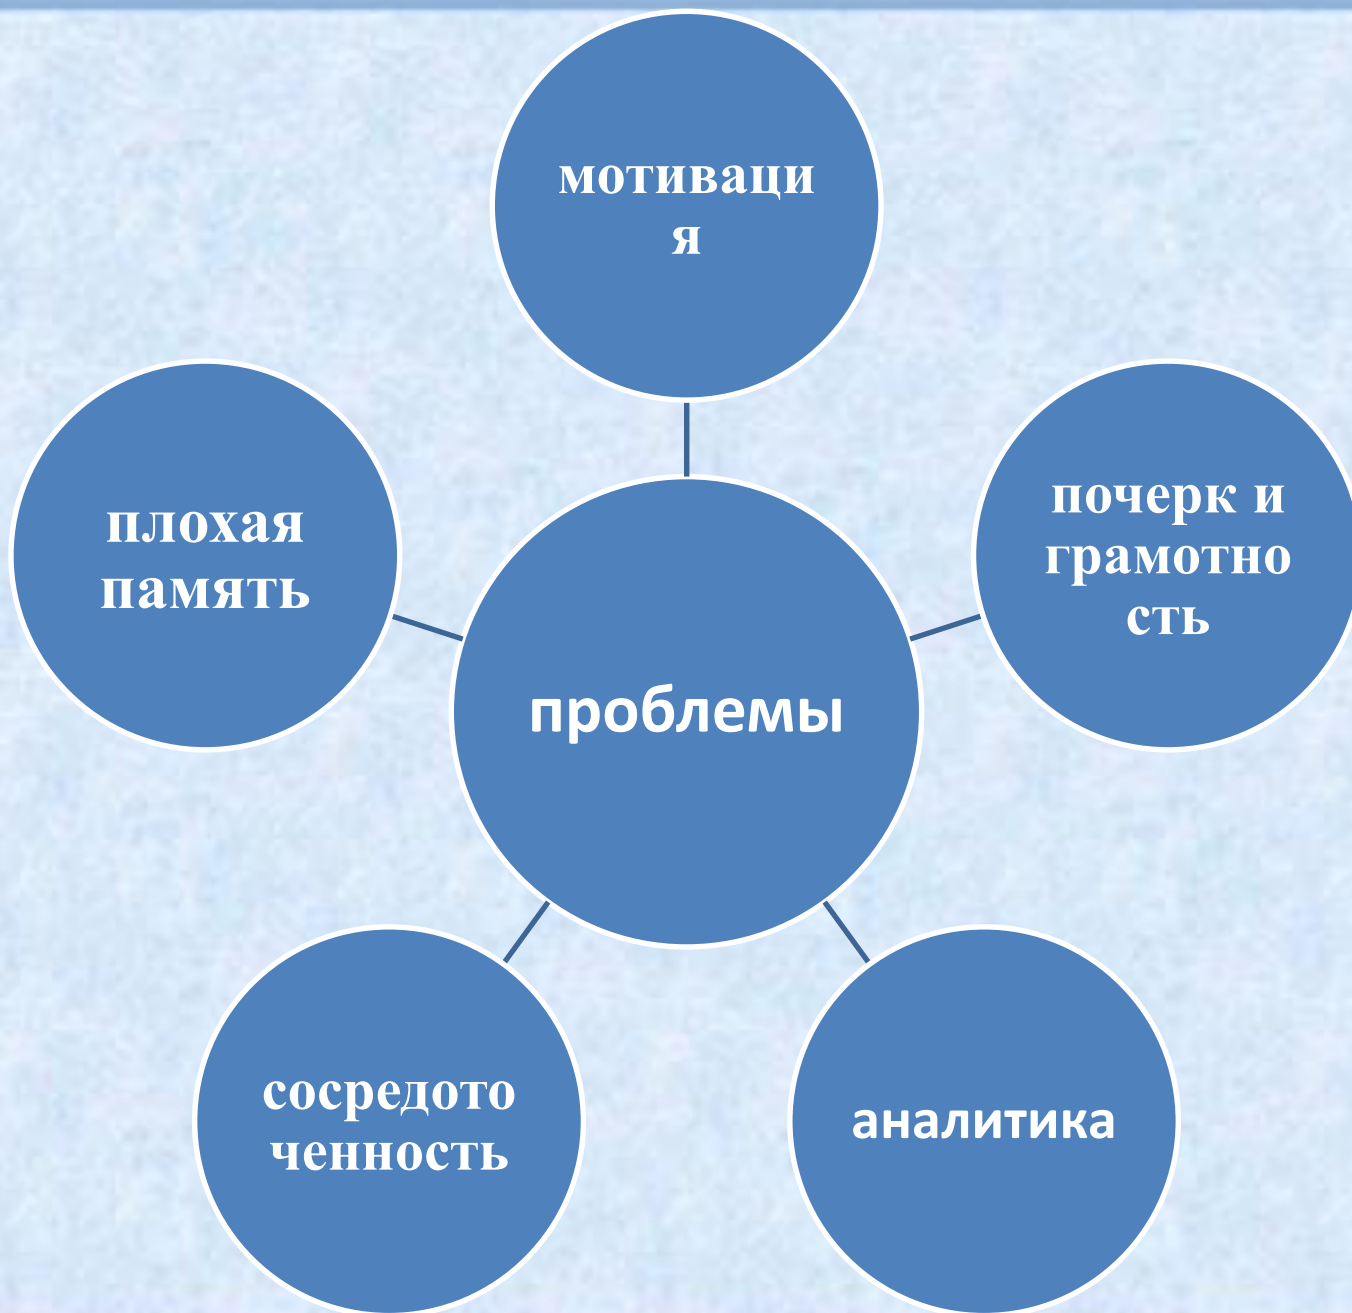 мотиваци
я
плохая
память
почерк и
грамотно
сть
проблемы
сосредото
ченность
аналитика